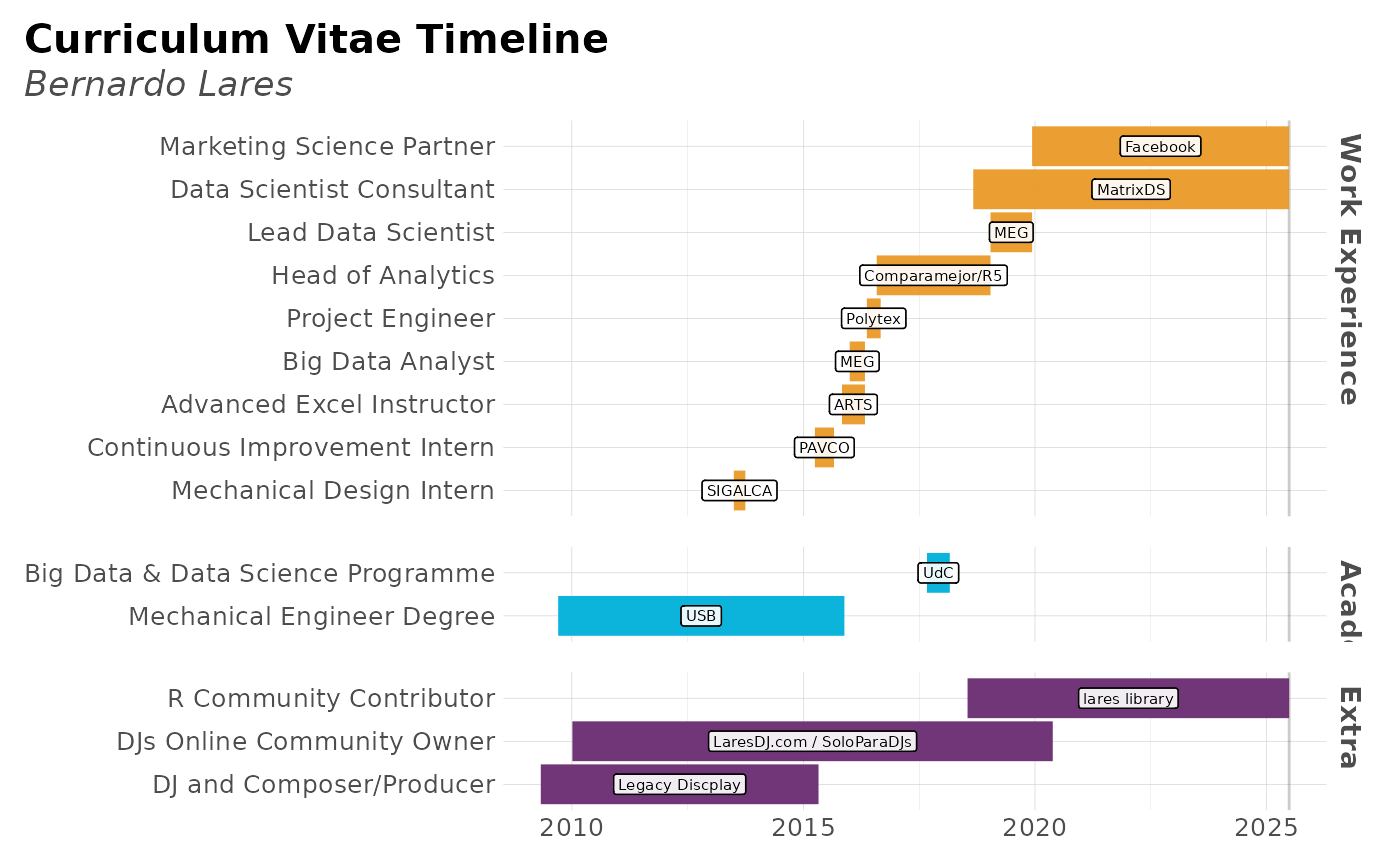 Curriculum Vitae Timeline
Bernardo Lares
Marketing Science Partner
Facebook
Data Scientist Consultant
MatrixDS
Lead Data Scientist
MEG
Head of Analytics
Comparamejor/R5
Project Engineer
Polytex
Big Data Analyst
MEG
Advanced Excel Instructor
ARTS
Continuous Improvement Intern
PAVCO
Mechanical Design Intern
SIGALCA
Work Experience
Big Data & Data Science Programme
UdC
Mechanical Engineer Degree
USB
R Community Contributor
lares library
DJs Online Community Owner
LaresDJ.com / SoloParaDJs
DJ and Composer/Producer
Legacy Discplay
Extra
2010 2015 2020 2025